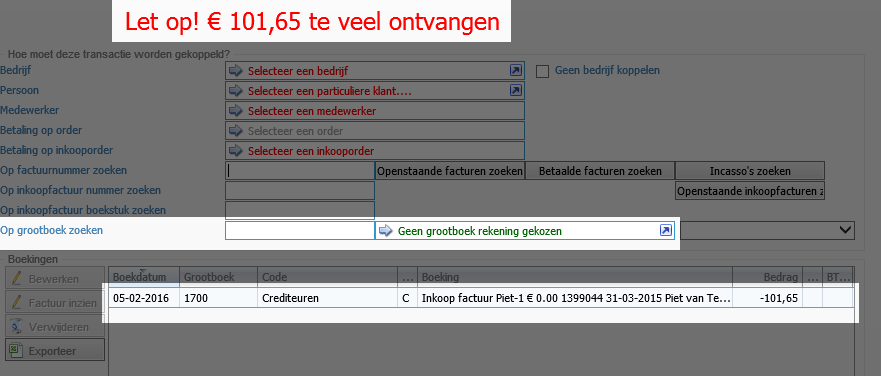 Let op! € 101,65 te veel ontvangen
Hoe moet deze transactie worden gekoppeld?
Bedrijf Selecteer een bedrijf Geen bedrijf koppelen
Persoon Selecteer een particuliere klant....
Medewerker Selecteer een medewerker
Betaling op order Selecteer een order
Betaling op inkooporder Selecteer een inkooporder
Op factuurnummer zoeken Openstaande facturen zoeken Betaalde facturen zoeken Incasso's zoeken
Op inkoopfactuur nummer zoeken Openstaande inkoopfacturen z
Op inkoopfactuur boekstuk zoeken
Op grootboek zoeken Geen grootboek rekening gekozen
Boekingen
Bewerken Boekdatum Grootboek Code ... Boeking Bedrag ... BT...
05-02-2016 1700 Crediteuren C Inkoop factuur Piet-1 € 0.00 1399044 31-03-2015 Piet van Te... -101,65
Factuur inzien
Verwijderen
Exporteer